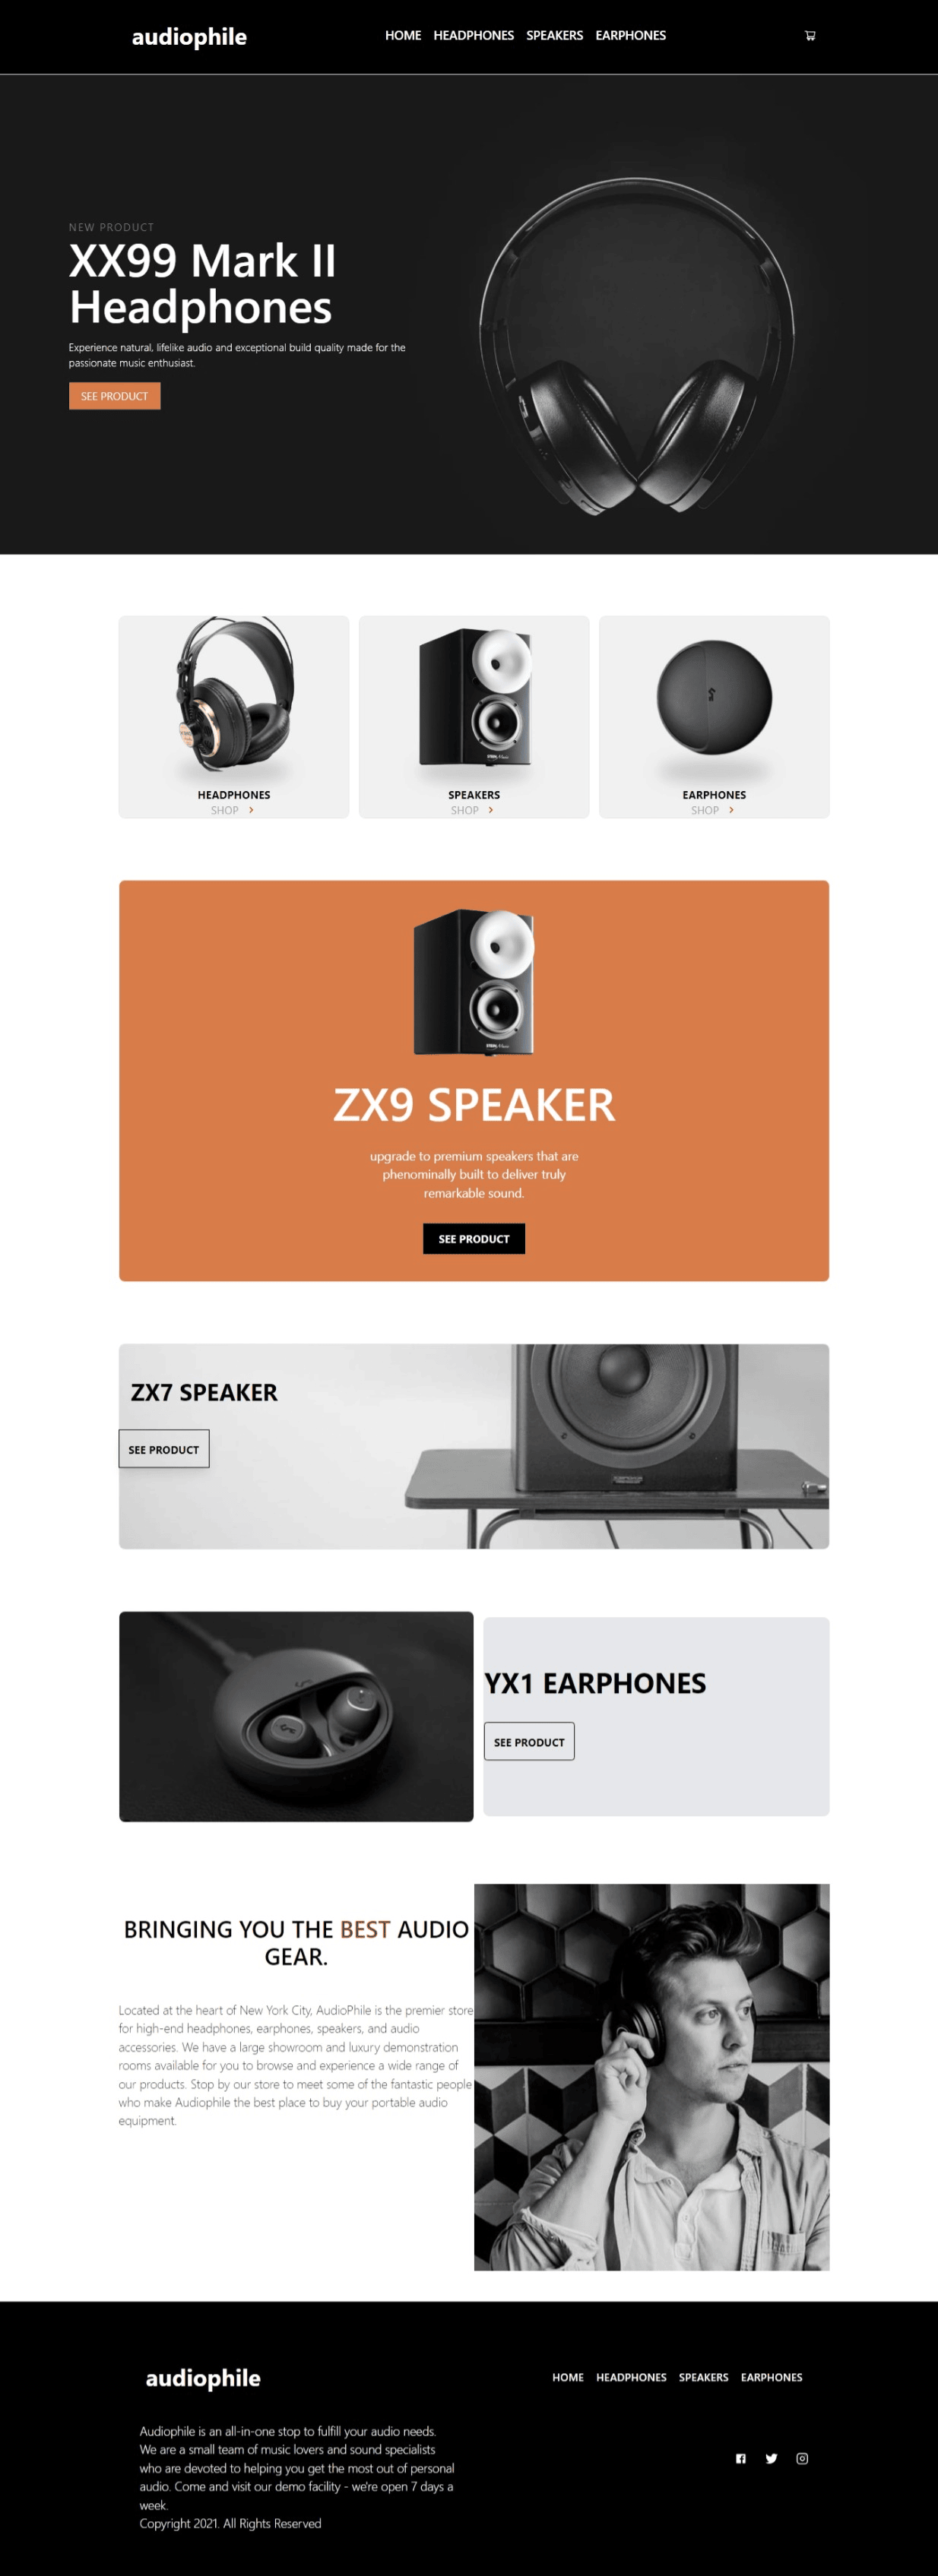 audiophile
HOME HEADPHONES SPEAKERS EARPHONES
NEW PRODUCT
XX99 Mark II
Headphones
Experience natural, lifelike audio and exceptional build quality made for the
passionate music enthusiast.
SEE PRODUCT
HEADPHONES
SHOP
SPEAKERS
SHOP
EARPHONES
SHOP
ZX9 SPEAKER
upgrade to premium speakers that are
phenominally built to deliver truly
remarkable sound.
SEE PRODUCT
ZX7 SPEAKER
SEE PRODUCT
YX1 EARPHONES
SEE PRODUCT
BRINGING YOU THE BEST AUDIO
GEAR.
Located at the heart of New York City, AudioPhile is the premier store
for high-end headphones, earphones, speakers, and audio
accessories. We have a large showroom and luxury demonstration
rooms available for you to browse and experience a wide range of
our products. Stop by our store to meet some of the fantastic people
who make Audiophile the best place to buy your portable audio
equipment.
audiophile
HOME HEADPHONES SPEAKERS EARPHONES
Audiophile is an all-in-one stop to fulfill your audio needs.
We are a small team of music lovers and sound specialists
who are devoted to helping you get the most out of personal
audio. Come and visit our demo facility - we're open 7 days a
week.
Copyright 2021. All Rights Reserved